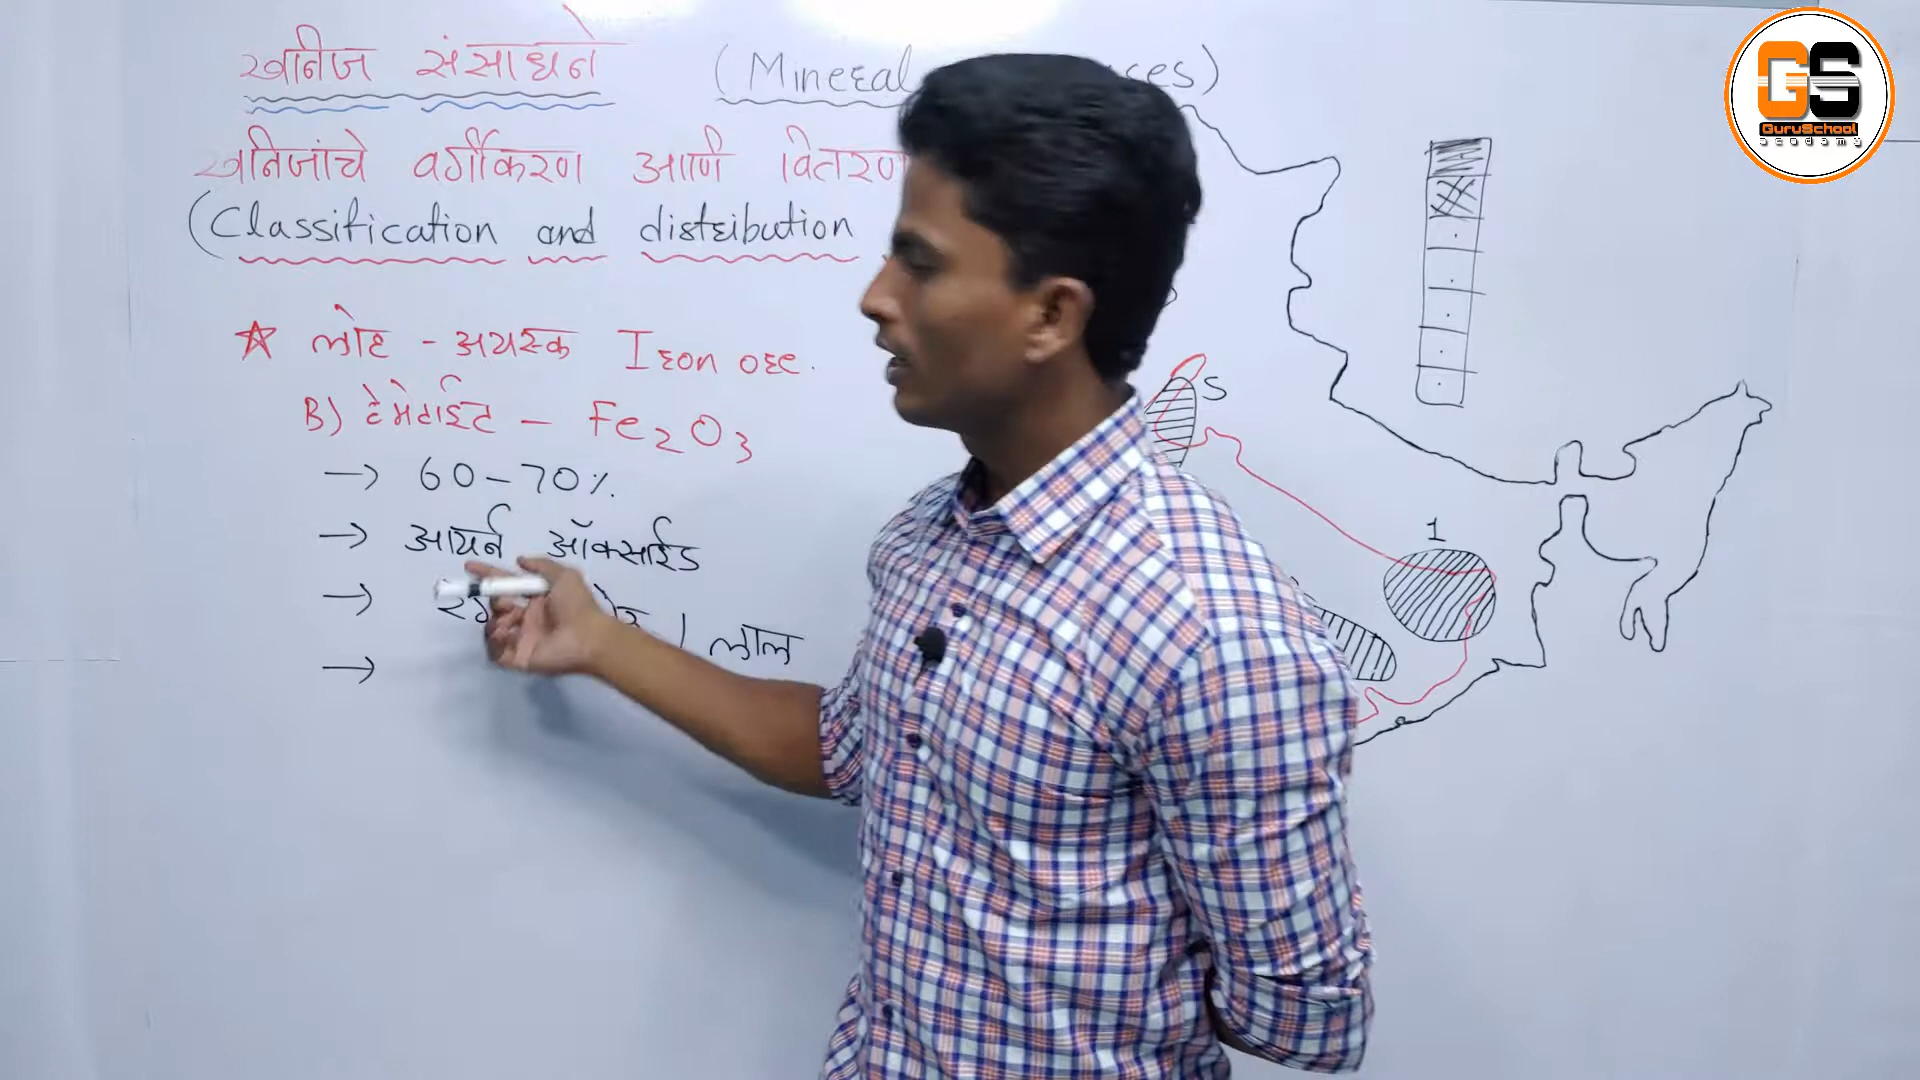 खनीज संसाधने (Mineral
खनिजांचे वर्गीकरण आणि वितरण
(Classification and distribution
☆ लोह - अयस्क Iron ore.
B) हेमेटाईट - Fe2O3
→ 60-70%.
→ आयर्न ऑक्साईड
→ / लाल
→
S
1
GS
GuruSchool
academy